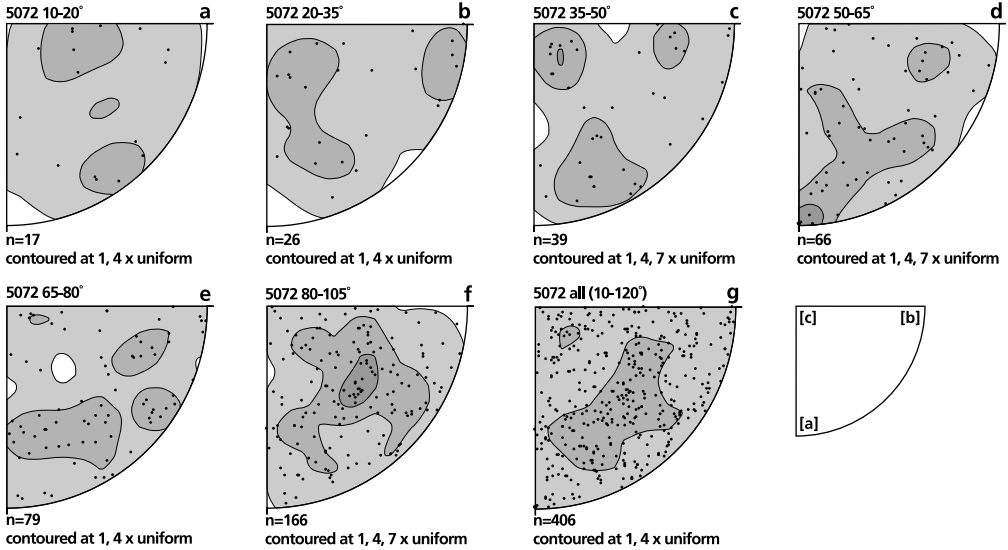 5072 10-20° a
n=17
contoured at 1, 4 x uniform
5072 20-35° b
n=26
contoured at 1, 4 x uniform
5072 35-50° c
n=39
contoured at 1, 4, 7 x uniform
5072 50-65° d
n=66
contoured at 1, 4, 7 x uniform
5072 65-80° e
n=79
contoured at 1, 4 x uniform
5072 80-105° f
n=166
contoured at 1, 4, 7 x uniform
5072 all (10-120°) g
n=406
contoured at 1, 4 x uniform
[c] [b]
[a]